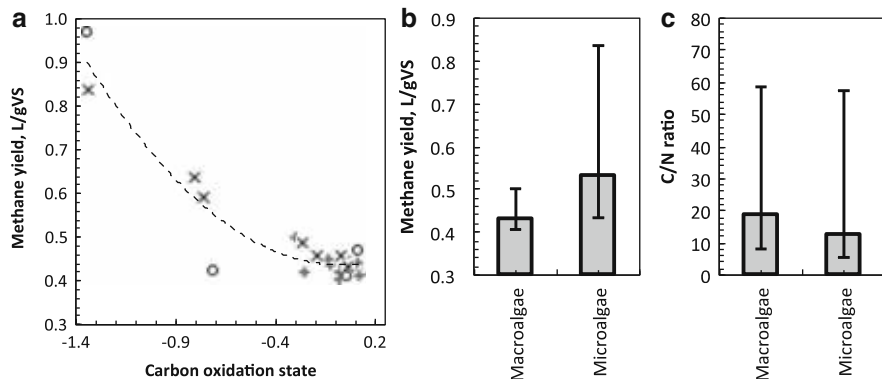 a
Methane yield, L/gVS
1.0
0.9
0.8
0.7
0.6
0.5
0.4
0.3
-1.4
-0.9
-0.4
0.2
Carbon oxidation state
b
Methane yield, L/gVS
0.9
0.8
0.7
0.6
0.5
0.4
0.3
Macroalgae
Microalgae
c
C/N ratio
80
70
60
50
40
30
20
10
0
Macroalgae
Microalgae